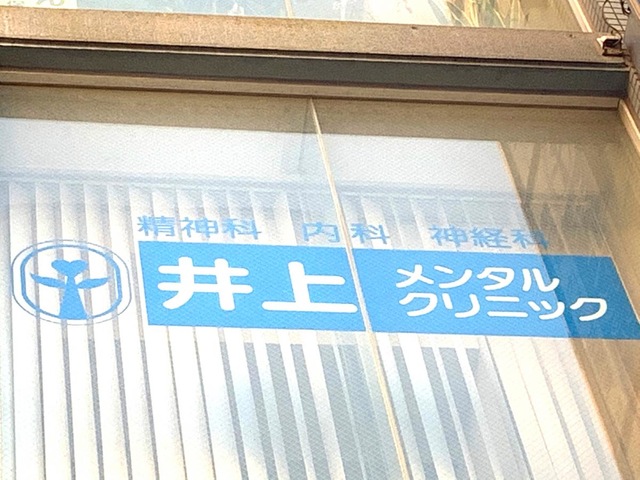 精神科 内科 神経科
井上 メンタル
クリニック